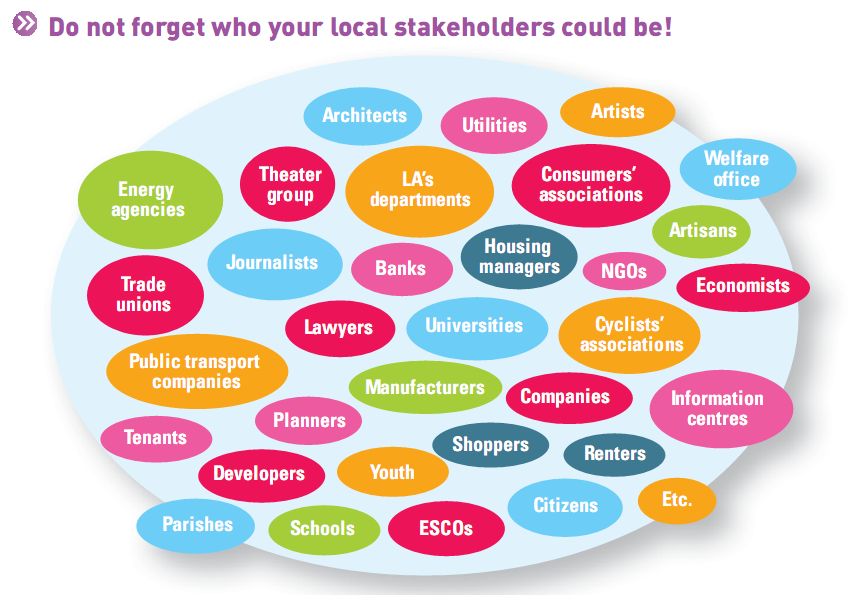 Do not forget who your local stakeholders could be!
Architects
Utilities
Artists
Welfare
office
Energy
agencies
Theater
group
LA's
departments
Consumers'
associations
Artisans
Journalists
Banks
Housing
managers
NGOs
Economists
Trade
unions
Lawyers
Universities
Cyclists'
associations
Public transport
companies
Manufacturers
Companies
Information
centres
Tenants
Planners
Shoppers
Renters
Developers
Youth
Citizens
Etc.
Parishes
Schools
ESCOs